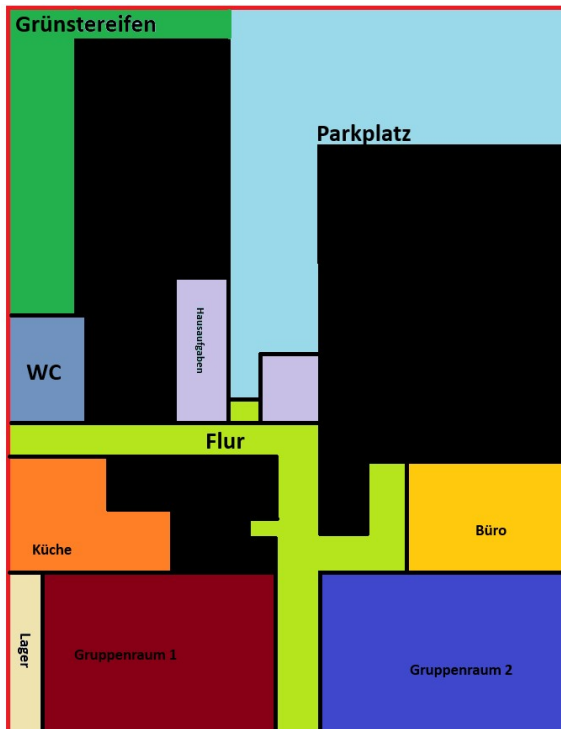 Grünstereifen
Parkplatz
Hausaufgaben
WC
Flur
Küche
Büro
Lager
Gruppenraum 1
Gruppenraum 2